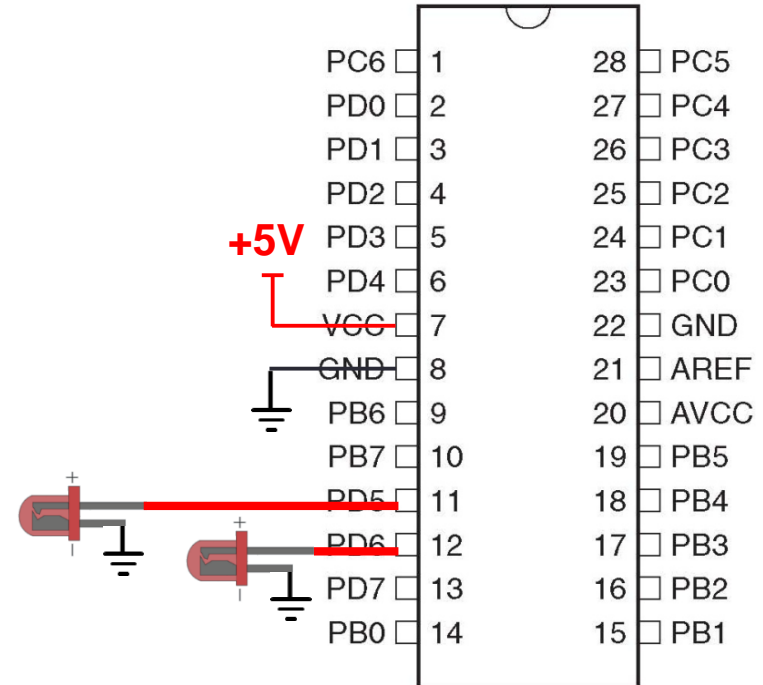 PC6 1 28 PC5
PD0 2 27 PC4
PD1 3 26 PC3
PD2 4 25 PC2
+5V PD3 5 24 PC1
PD4 6 23 PC0
VCC 7 22 GND
GND 8 21 AREF
PB6 9 20 AVCC
PB7 10 19 PB5
+ PD5 11 18 PB4
+ PD6 12 17 PB3
- PD7 13 16 PB2
- PB0 14 15 PB1